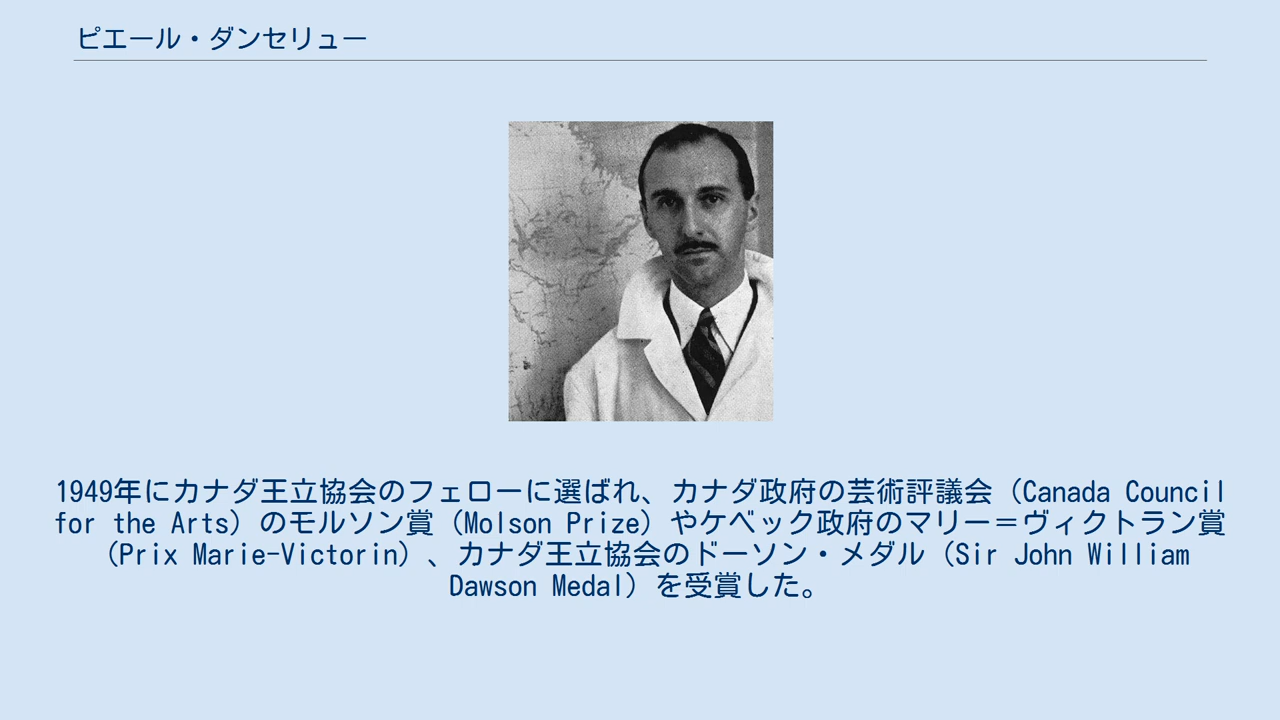 ピエール・ダンセリュー
1949年にカナダ王立協会のフェローに選ばれ、カナダ政府の芸術評議会（Canada Council
for the Arts）のモルソン賞（Molson Prize）やケベック政府のマリー＝ヴィクトラン賞
（Prix Marie-Victorin）、カナダ王立協会のドーソン・メダル（Sir John William
Dawson Medal）を受賞した。